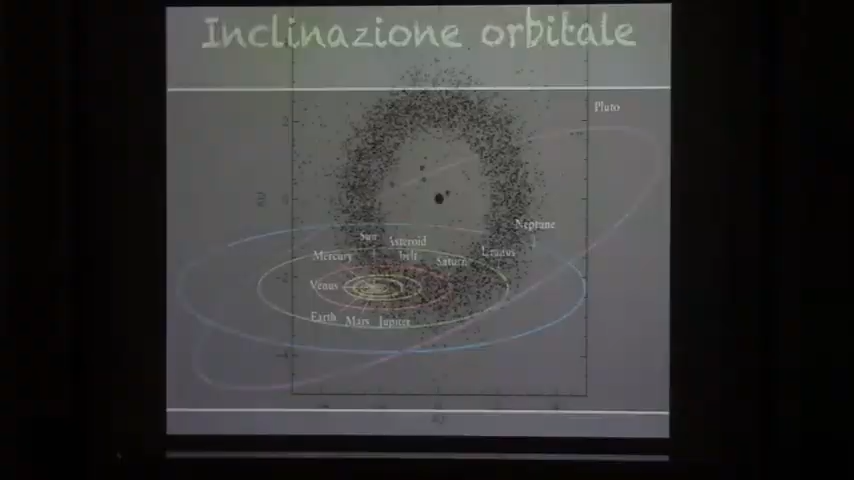 Inclinazione orbitale
Pluto
Neptune
Sun
Asteroid
belt
Uranus
Mercury
Saturn
Venus
Earth
Mars
Jupiter